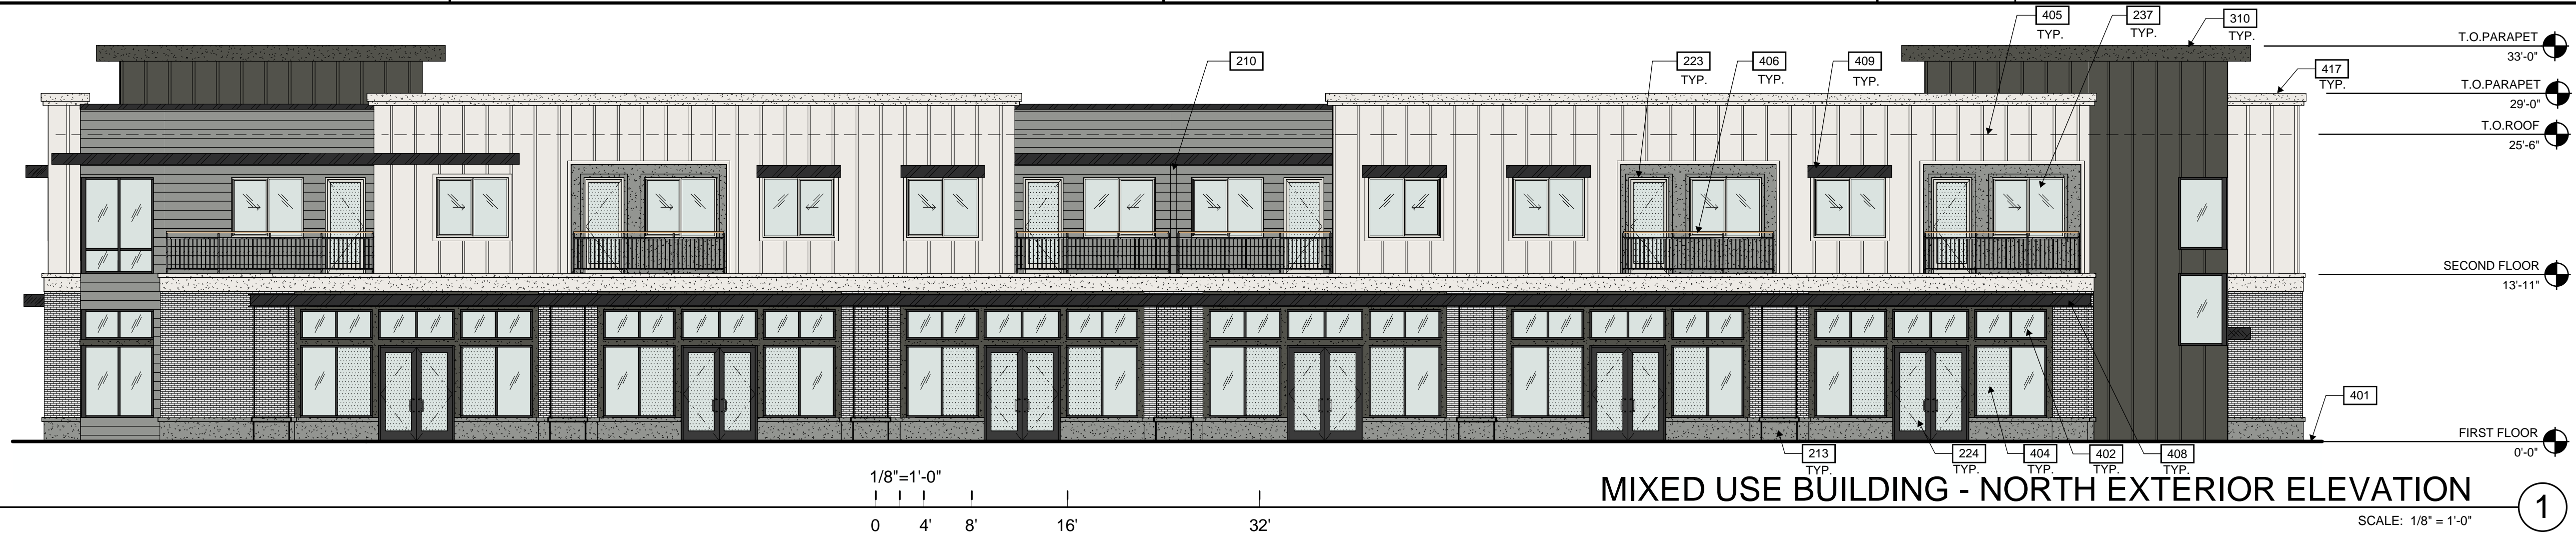 405
TYP.
237
TYP.
310
TYP.
T.O.PARAPET
33'-0"
210
223
TYP.
406
TYP.
409
TYP.
417
TYP.
T.O.PARAPET
29'-0"
T.O.ROOF
25'-6"
SECOND FLOOR
13'-11"
401
FIRST FLOOR
0'-0"
213
TYP.
224
TYP.
404
TYP.
402
TYP.
408
TYP.
1/8"=1'-0"
0 4' 8' 16' 32'
MIXED USE BUILDING - NORTH EXTERIOR ELEVATION
1
SCALE: 1/8" = 1'-0"